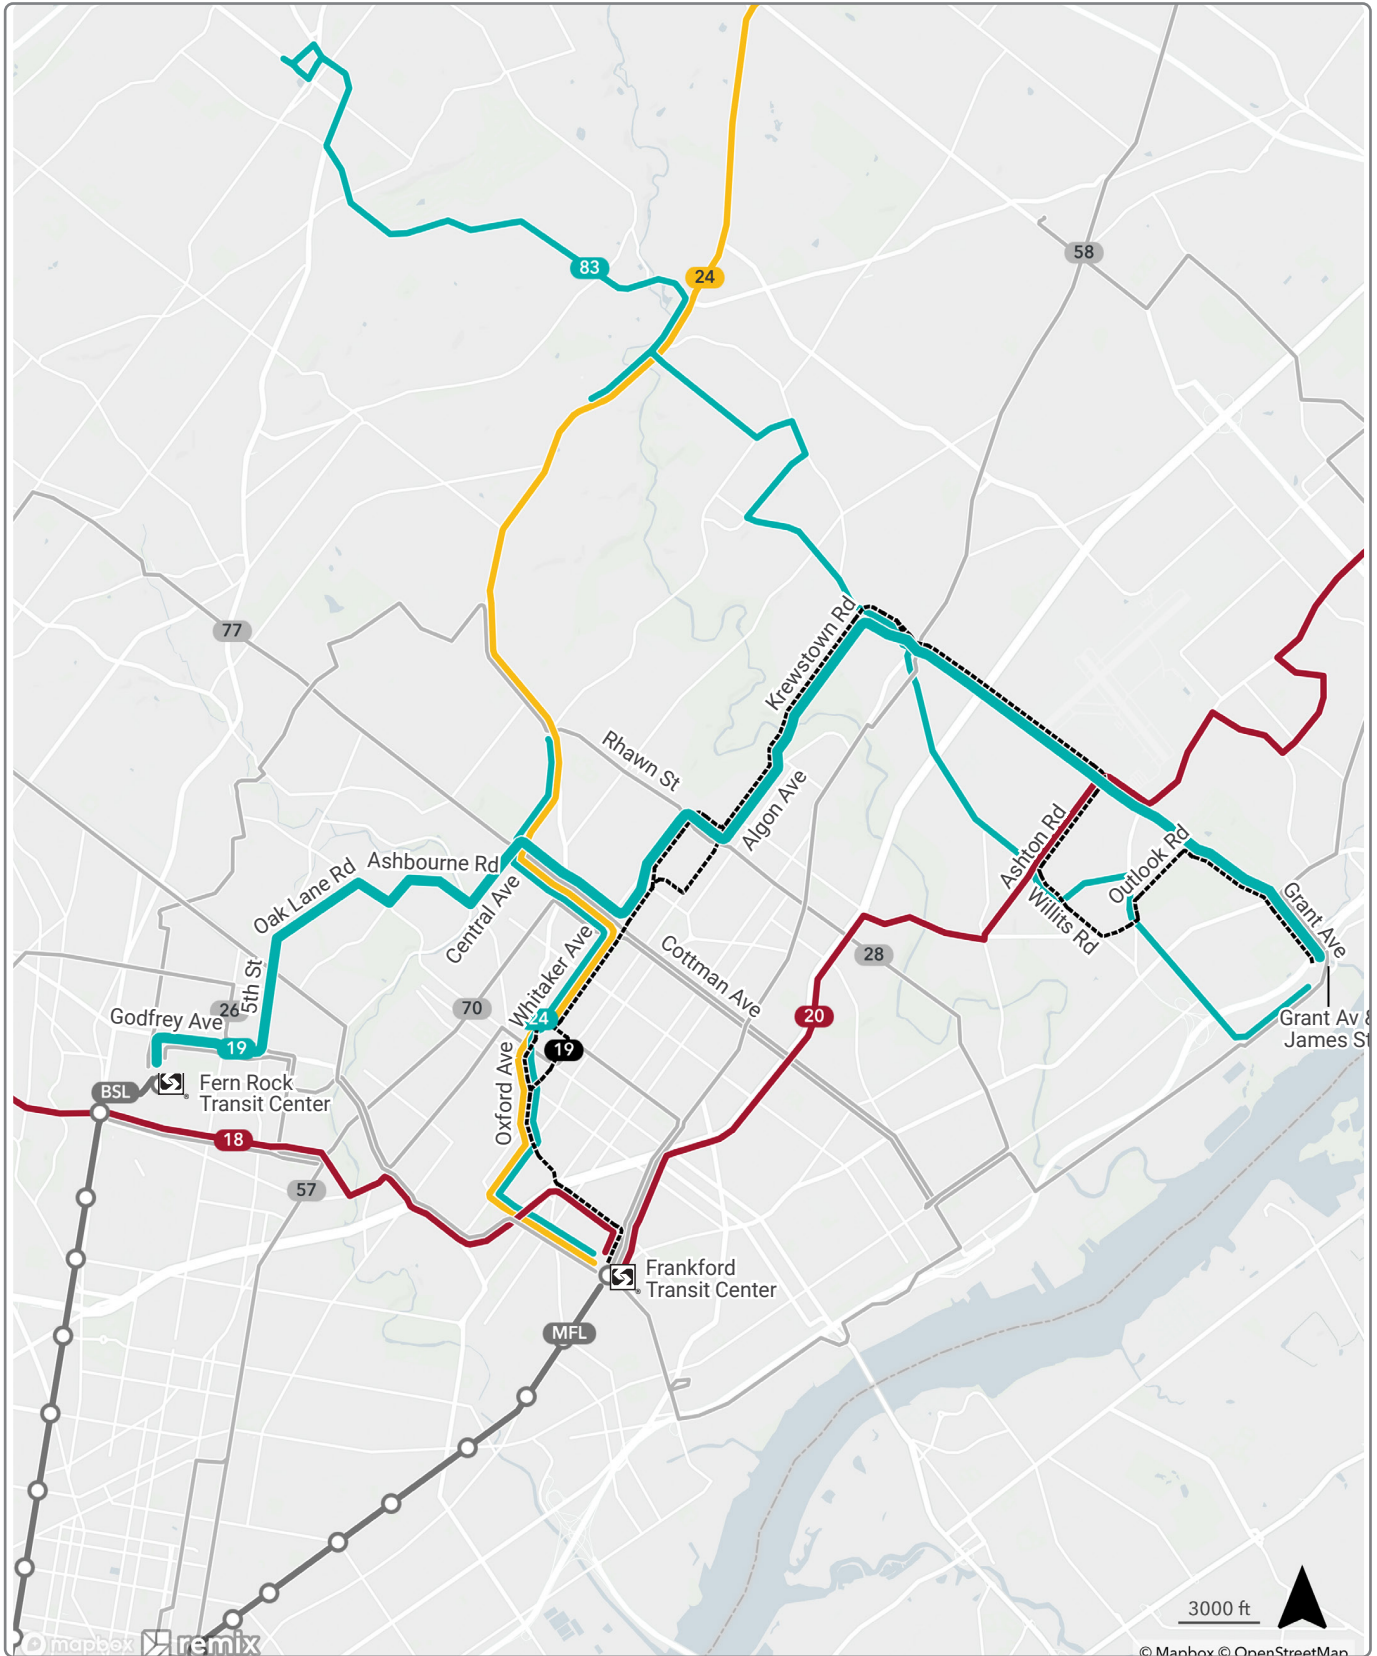 83
24
58
77
Krewstown Rd
Rhawn St
Algon Ave
Ashton Rd
Outlook Rd
Ashbourne Rd
Oak Lane Rd
Central Ave
Willits Rd
Grant Ave
Whitaker Ave
Cottman Ave
28
5th St
26
70
Godfrey Ave
24
20
Grant Av &
James St
19
19
Oxford Ave
BSL
Fern Rock
Transit Center
18
57
Frankford
Transit Center
MFL
3000 ft
mapbox
remix
© Mapbox © OpenStreetMap